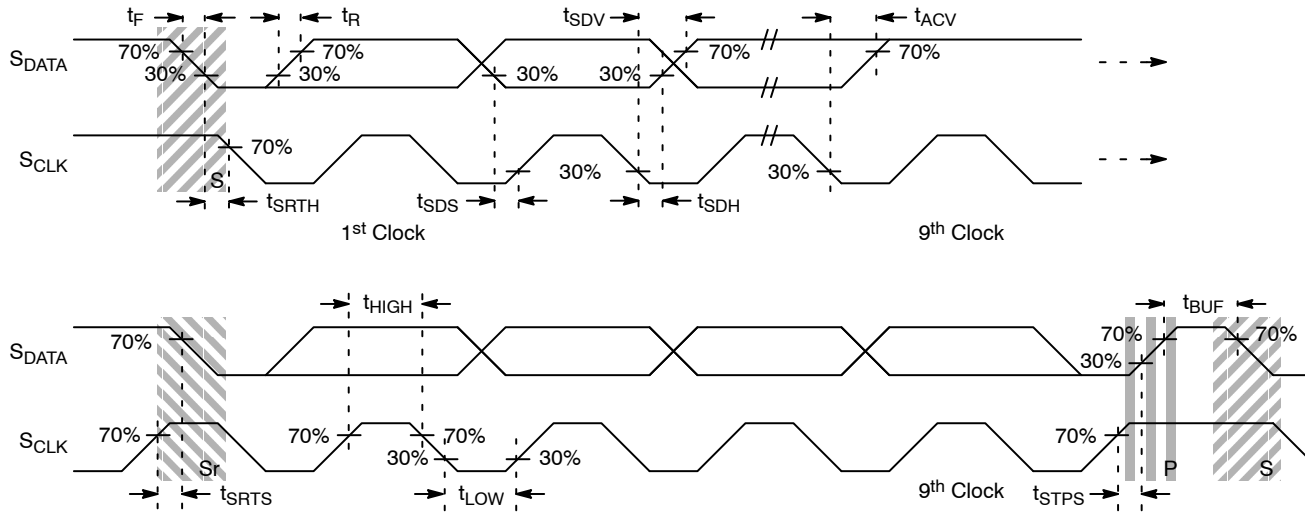 tF tR tSDV tACV
SDATA 70% 30% 70% 30% 30% 30% 70% 70%
SCLK 70% 30% 30%
S
tSRTH tSDS tSDH
1st Clock 9th Clock
tHIGH tBUF
SDATA 70% 70% 30% 70%
SCLK 70% 70% 70% 30% 30% 70%
Sr P S
tSRTS tLOW 9th Clock tSTPS